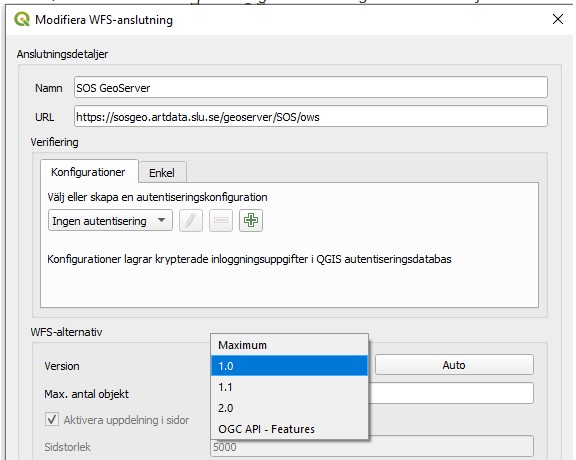 Modifiera WFS-anslutning
Anslutningsdetaljer
Namn SOS GeoServer
URL https://sosgeo.artdata.slu.se/geoserver/SOS/ows
Verifiering
Konfigurationer Enkel
Välj eller skapa en autentiseringskonfiguration
Ingen autentisering
Konfigurationer lagrar krypterade inloggningsuppgifter i QGIS autentiseringsdatabas
WFS-alternativ
Maximum
Version 1.0 Auto
Max. antal objekt 1.1
Aktivera uppdelning i sidor 2.0
OGC API - Features
Sidstorlek 5000